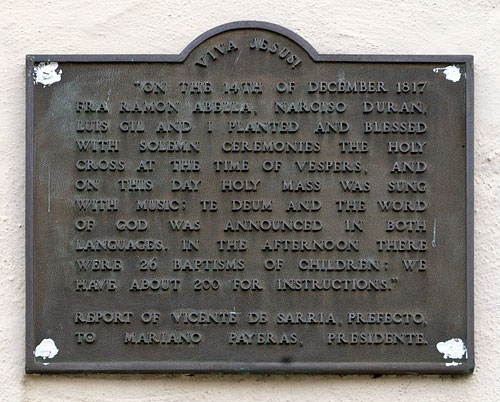 VIVA JESUS!
"ON THE 14TH OF DECEMBER 1817
FRA RAMON ABELLA, NARCISO DURAN,
LUIS GIL AND I PLANTED AND BLESSED
WITH SOLEMN CEREMONIES THE HOLY
CROSS AT THE TIME OF VESPERS, AND
ON THIS DAY HOLY MASS WAS SUNG
WITH MUSIC; TE DEUM AND THE WORD
OF GOD WAS ANNOUNCED IN BOTH
LANGUAGES. IN THE AFTERNOON THERE
WERE 26 BAPTISMS OF CHILDREN; WE
HAVE ABOUT 200 FOR INSTRUCTIONS."
REPORT OF VICENTE DE SARRIA, PREFECTO,
TO MARIANO PAYERAS, PRESIDENTE